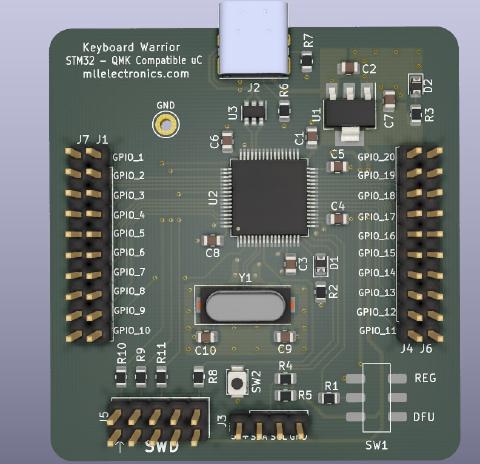 Keyboard Warrior
STM32 - QMK Compatible uC
mllelectronics.com
J2
R7
C2
D2
R6
U3
U1
C7
R3
GND
C6
C1
J7 J1
GPIO_1
GPIO_2
GPIO_3
GPIO_4
GPIO_5
GPIO_6
GPIO_7
GPIO_8
GPIO_9
GPIO_10
U2
C5
C4
C8
C3
D1
R2
Y1
C10
C9
GPIO_20
GPIO_19
GPIO_18
GPIO_17
GPIO_16
GPIO_15
GPIO_14
GPIO_13
GPIO_12
GPIO_11
J4 J6
R10
R9
R11
R8
SW2
R4
R5
R1
REG
DFU
SW1
J3
SWD